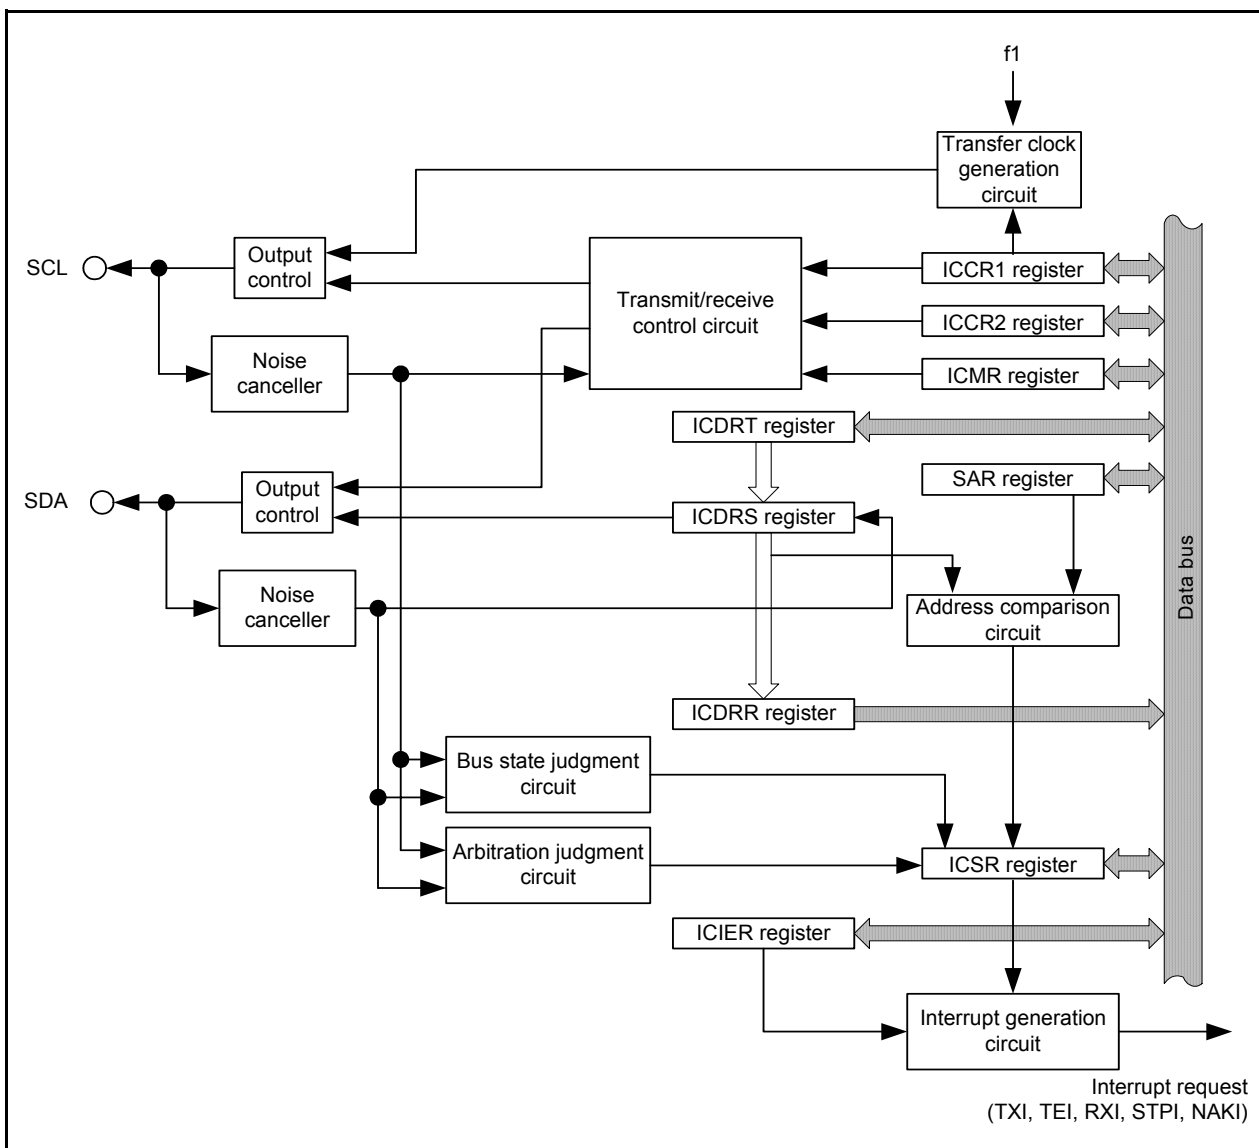 f1
Transfer clock
generation
circuit
SCL
Output
control
Transmit/receive
control circuit
ICCR1 register
ICCR2 register
ICMR register
Noise
canceller
ICDRT register
SAR register
SDA
Output
control
ICDRS register
Data bus
Noise
canceller
Address comparison
circuit
ICDRR register
Bus state judgment
circuit
Arbitration judgment
circuit
ICSR register
ICIER register
Interrupt generation
circuit
Interrupt request
(TXI, TEI, RXI, STPI, NAKI)